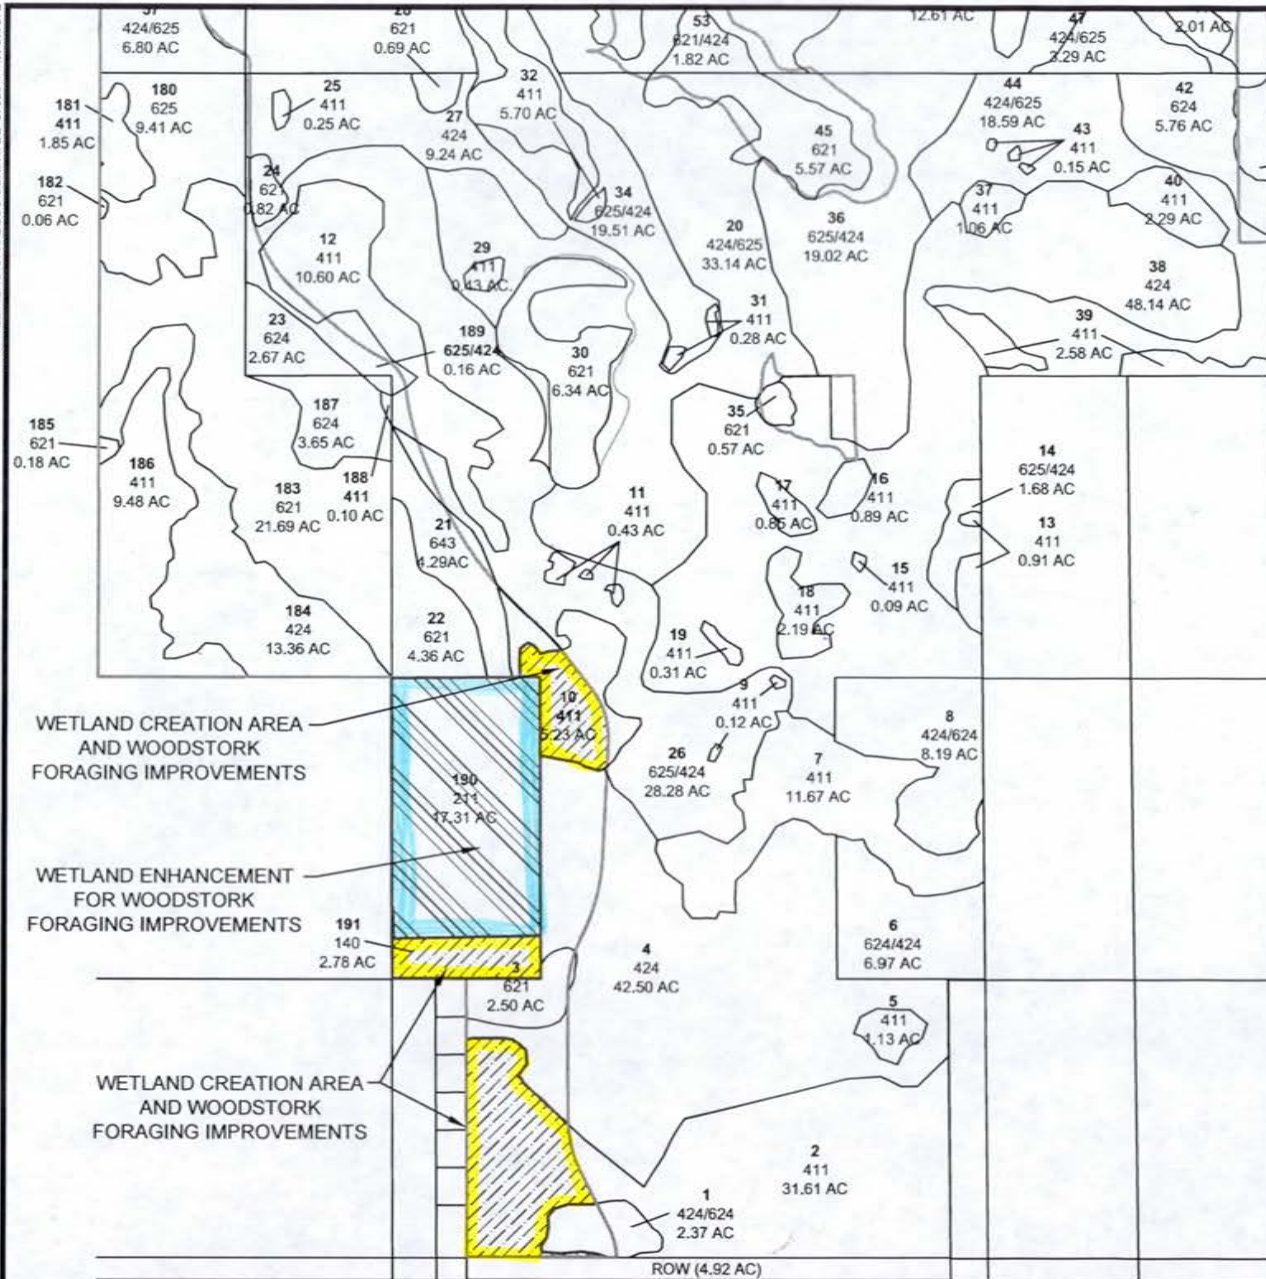 424/625
6.80 AC
28
621
0.69 AC
53
621/424
1.82 AC
12.61 AC
47
424/625
3.29 AC
2.01 AC
181
411
1.85 AC
180
625
9.41 AC
25
411
0.25 AC
27
424
9.24 AC
32
411
5.70 AC
45
621
5.57 AC
44
424/625
18.59 AC
43
411
0.15 AC
42
624
5.76 AC
182
621
0.06 AC
24
621
0.82 AC
12
411
10.60 AC
29
411
0.43 AC.
34
625/424
19.51 AC
20
424/625
33.14 AC
36
625/424
19.02 AC
37
411
1.06 AC
40
411
2.29 AC
38
424
48.14 AC
23
624
2.67 AC
189
625/424
0.16 AC
30
621
6.34 AC
31
411
0.28 AC
39
411
2.58 AC
185
621
0.18 AC
186
411
9.48 AC
187
624
3.65 AC
188
411
0.10 AC
183
621
21.69 AC
21
643
4.29AC
11
411
0.43 AC
35
621
0.57 AC
17
411
0.85 AC
16
411
0.89 AC
14
625/424
1.68 AC
13
411
0.91 AC
15
411
0.09 AC
18
411
2.19 AC
184
424
13.36 AC
22
621
4.36 AC
19
411
0.31 AC
9
411
0.12 AC
WETLAND CREATION AREA
AND WOODSTORK
FORAGING IMPROVEMENTS
10
411
5.23 AC
26
625/424
28.28 AC
7
411
11.67 AC
8
424/624
8.19 AC
190
211
17.31 AC
WETLAND ENHANCEMENT
FOR WOODSTORK
FORAGING IMPROVEMENTS
191
140
2.78 AC
3
621
2.50 AC
4
424
42.50 AC
6
624/424
6.97 AC
5
411
1.13 AC
WETLAND CREATION AREA
AND WOODSTORK
FORAGING IMPROVEMENTS
2
411
31.61 AC
1
424/624
2.37 AC
ROW (4.92 AC)